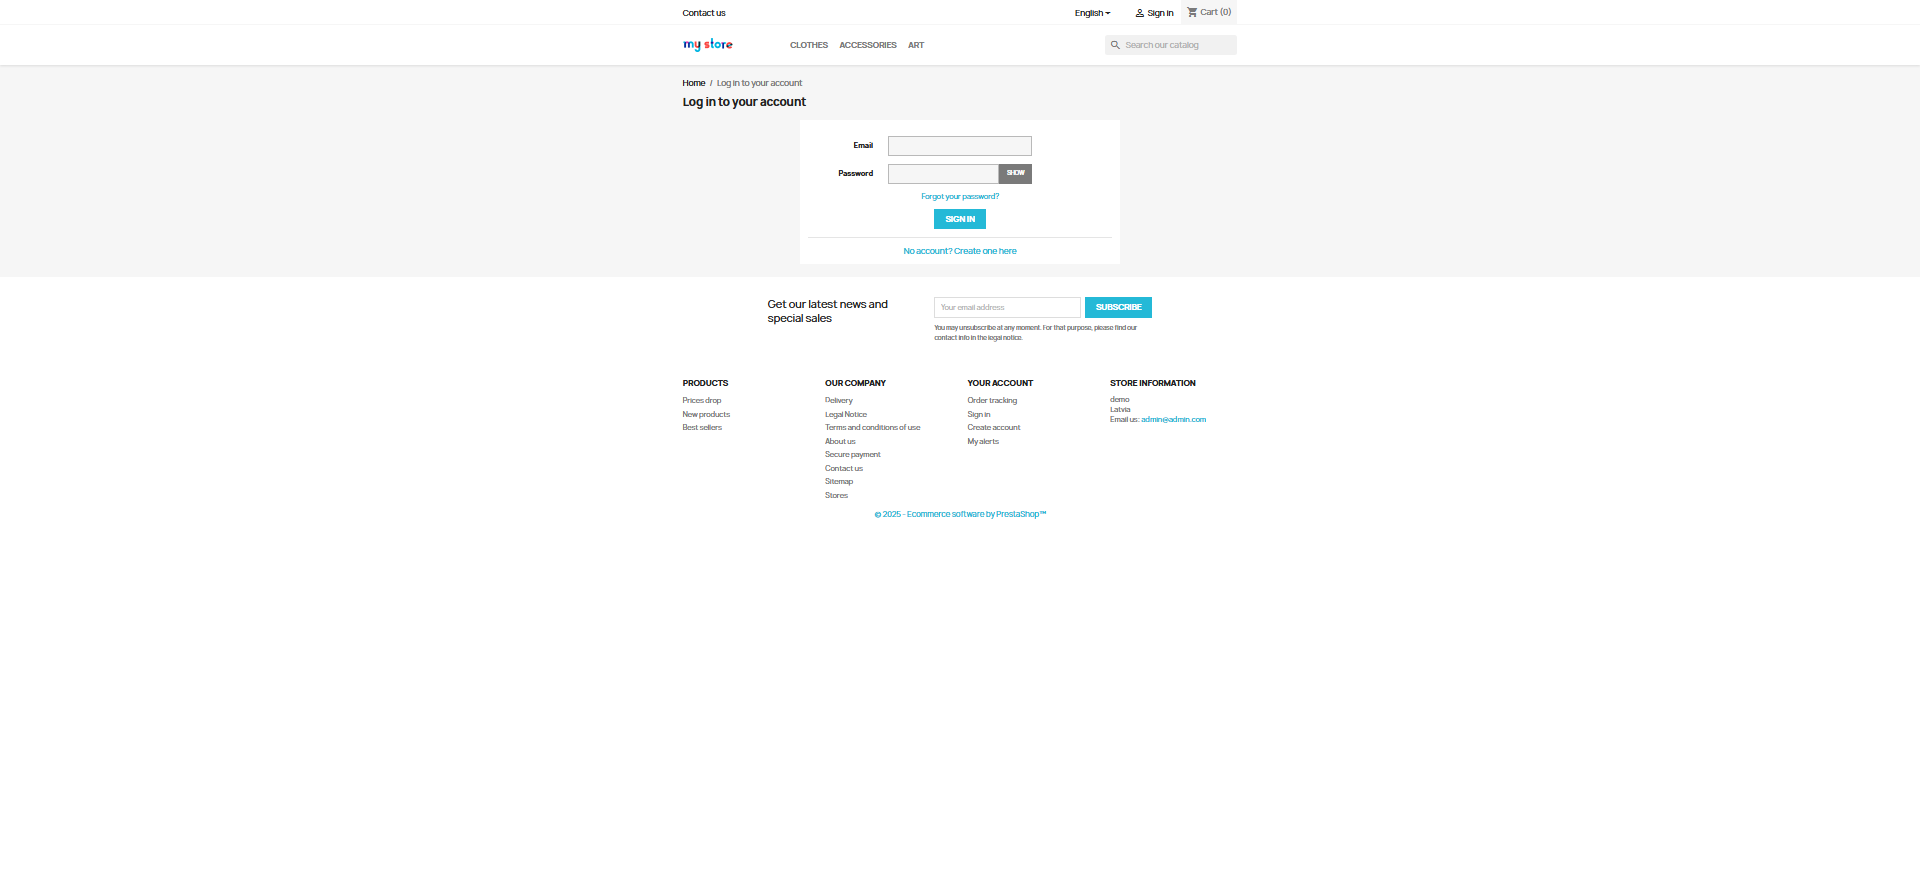 Contact us
English
Sign in
Cart (0)
my store
CLOTHES
ACCESSORIES
ART
Search our catalog
Home / Log in to your account
Log in to your account
Email
Password
SHOW
Forgot your password?
SIGN IN
No account? Create one here
Get our latest news and
special sales
Your email address
SUBSCRIBE
You may unsubscribe at any moment. For that purpose, please find our
contact info in the legal notice.
PRODUCTS
Prices drop
New products
Best sellers
OUR COMPANY
Delivery
Legal Notice
Terms and conditions of use
About us
Secure payment
Contact us
Sitemap
Stores
YOUR ACCOUNT
Order tracking
Sign in
Create account
My alerts
STORE INFORMATION
demo
Latvia
Email us: admin@admin.com
© 2025 - Ecommerce software by PrestaShop™